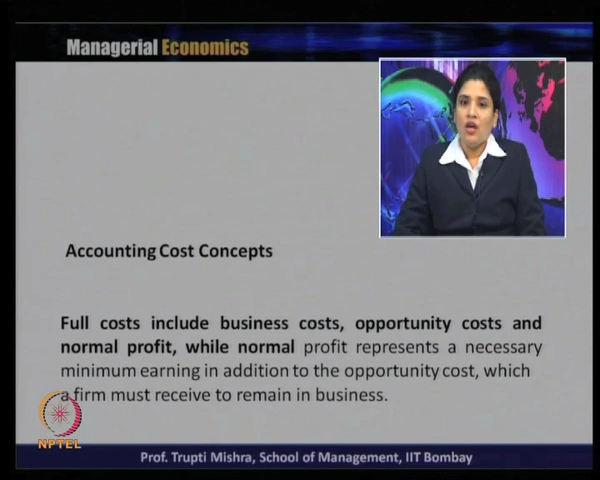 Managerial Economics
Accounting Cost Concepts
Full costs include business costs, opportunity costs and
normal profit, while normal profit represents a necessary
minimum earning in addition to the opportunity cost, which
a firm must receive to remain in business.
NPTEL
Prof. Trupti Mishra, School of Management, IIT Bombay